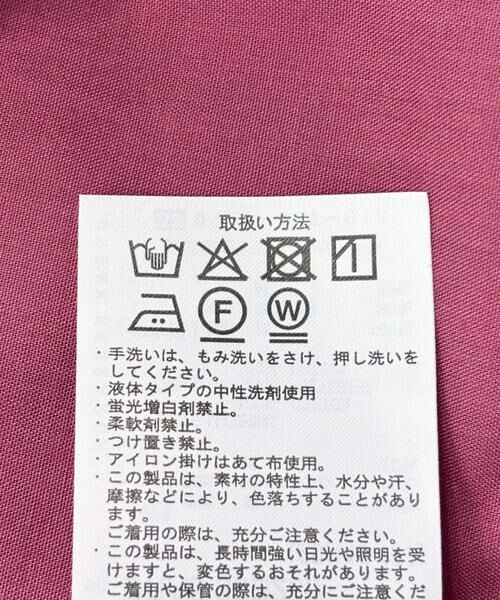 取扱い方法
F W
・手洗いは、もみ洗いをさけ、押し洗いを
してください。
・液体タイプの中性洗剤使用
・蛍光増白剤禁止。
・柔軟剤禁止。
・つけ置き禁止。
・アイロン掛けはあて布使用。
・この製品は、素材の特性上、水分や汗、
摩擦などにより、色落ちすることがあり
ます。
ご着用の際は、充分ご注意ください。
・この製品は、長時間強い日光や照明を受
けますと、変色するおそれがあります。
ご着用や保管の際は、充分にご注意くだ